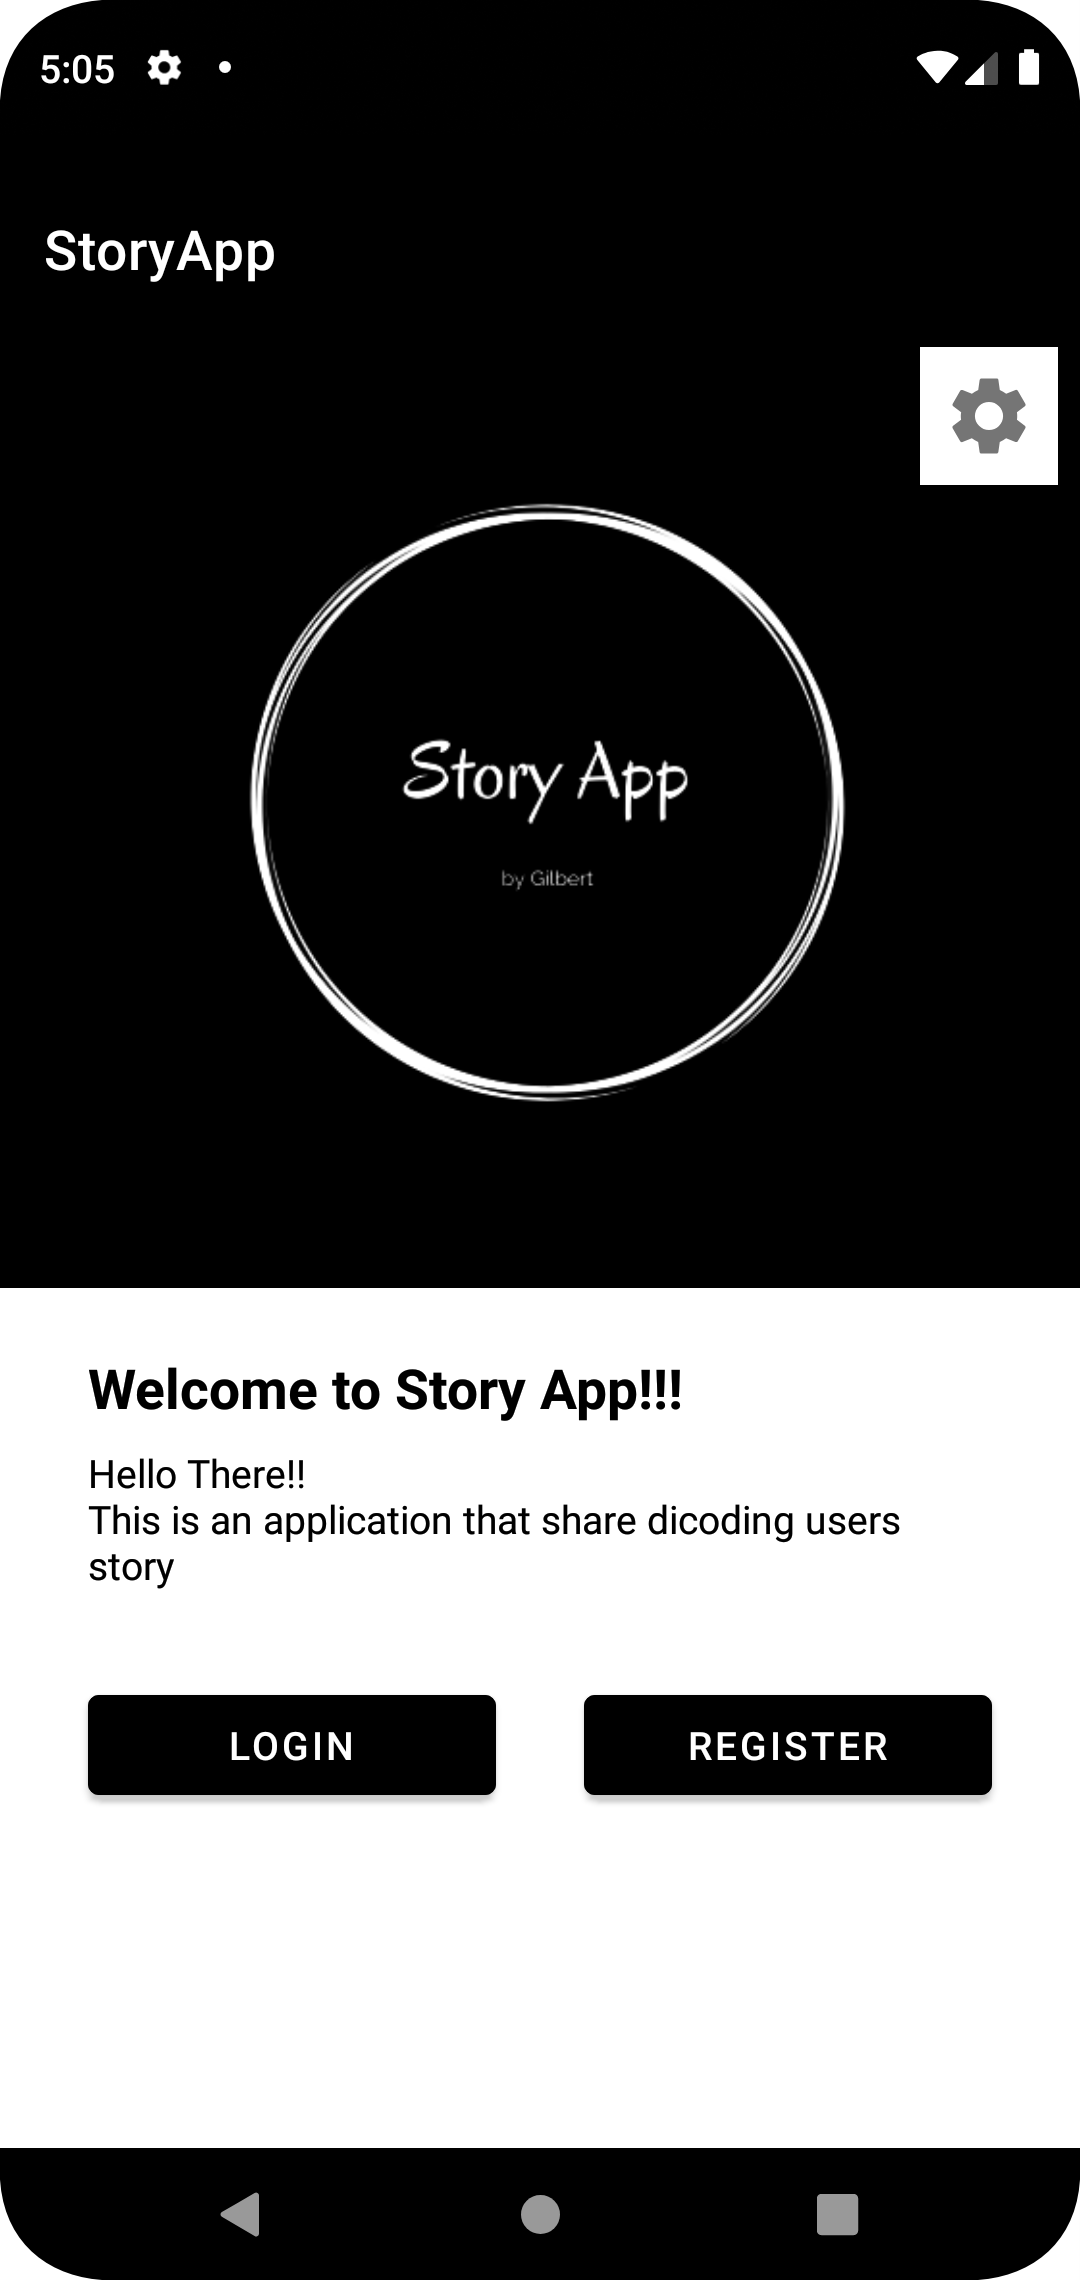 5:05
StoryApp
Story App
by Gilbert
Welcome to Story App!!!
Hello There!!
This is an application that share dicoding users
story
LOGIN
REGISTER